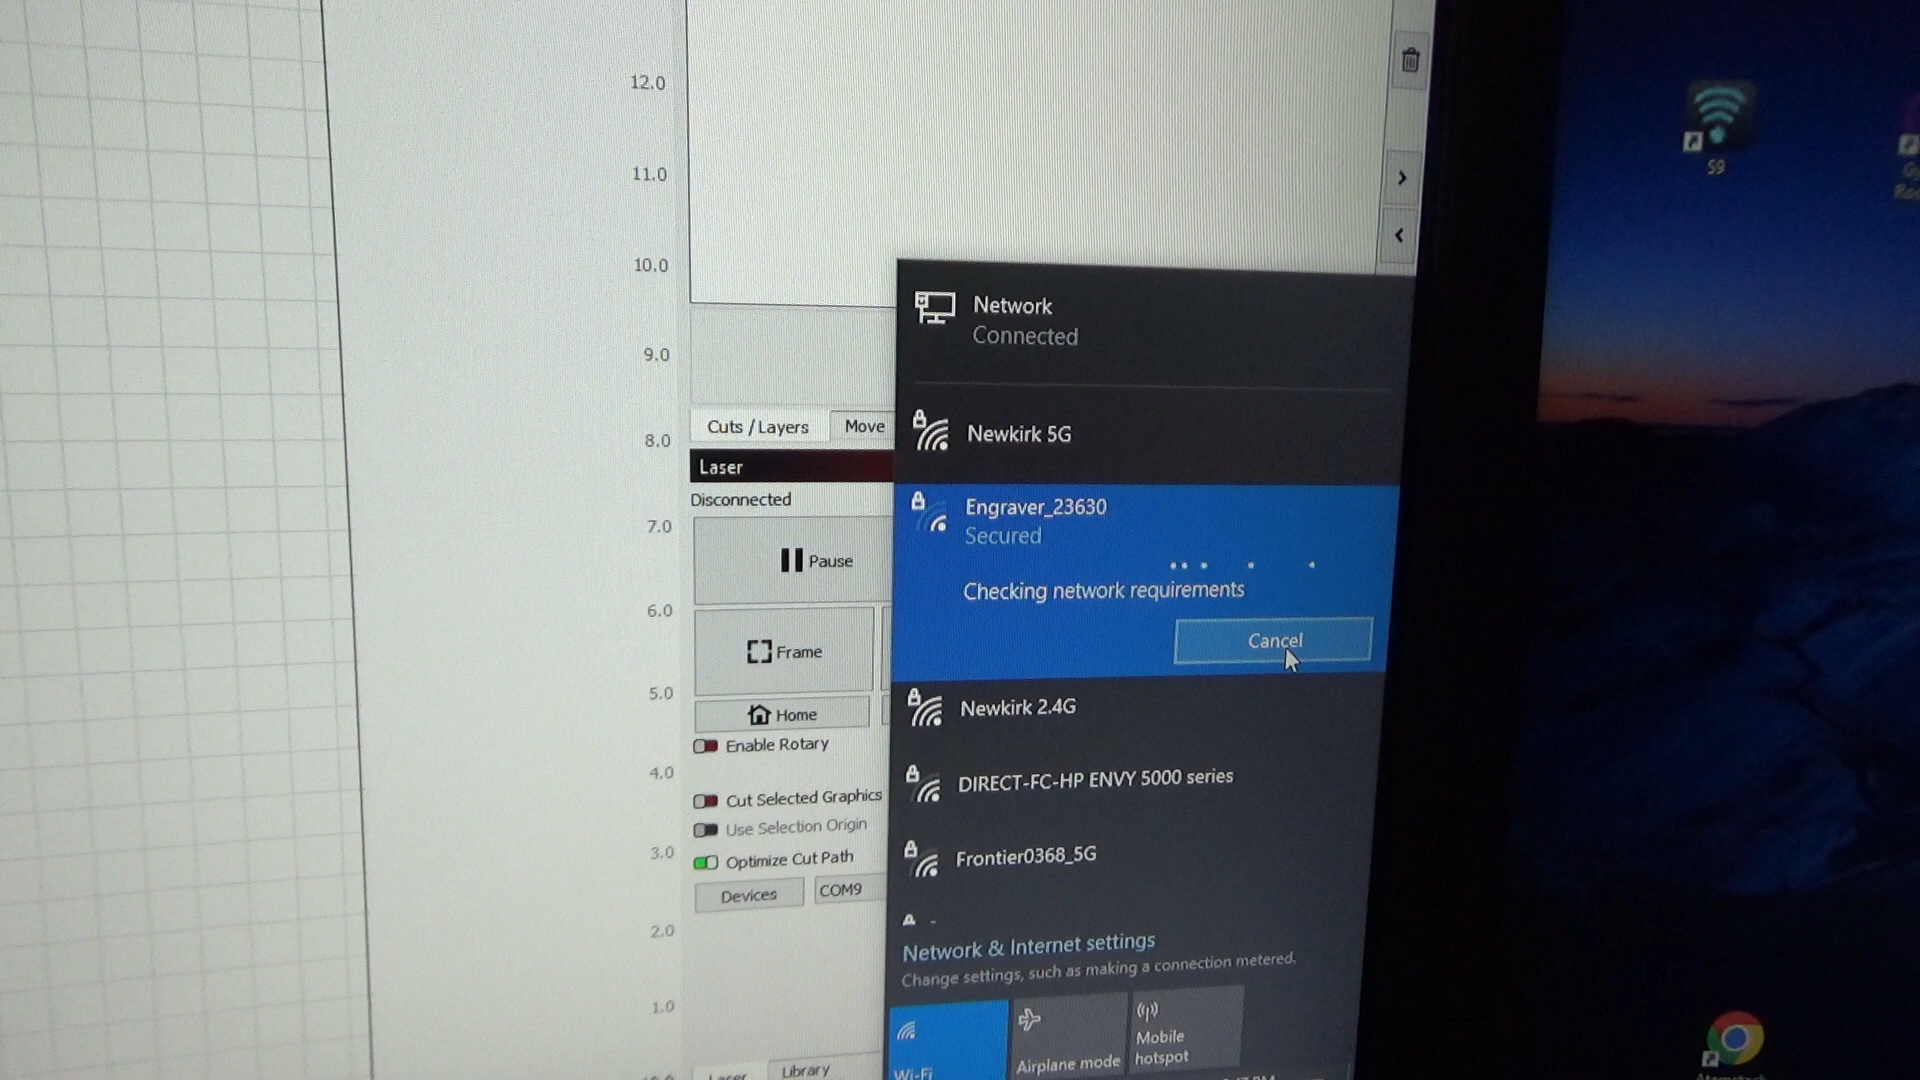 12.0
11.0
10.0
9.0
8.0
7.0
6.0
5.0
4.0
3.0
2.0
1.0
Cuts / Layers
Move
Laser
Disconnected
Pause
Frame
Home
Enable Rotary
Cut Selected Graphics
Use Selection Origin
Optimize Cut Path
Devices
COM9
Laser
Library
Network
Connected
Newkirk 5G
Engraver_23630
Secured
Checking network requirements
Cancel
Newkirk 2.4G
DIRECT-FC-HP ENVY 5000 series
Frontier0368_5G
Network & Internet settings
Change settings, such as making a connection metered.
Wi-Fi
Airplane mode
Mobile
hotspot
S9